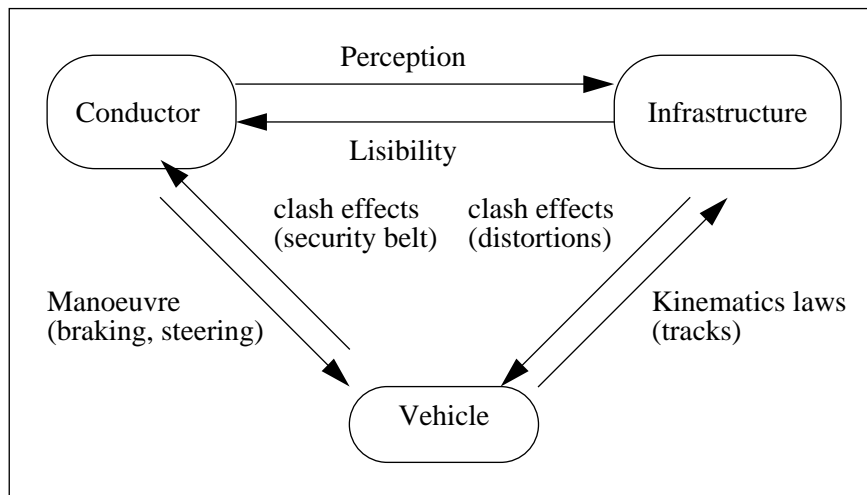 Perception
Conductor
Infrastructure
Lisibility
clash effects
(security belt)
clash effects
(distortions)
Manoeuvre
(braking, steering)
Kinematics laws
(tracks)
Vehicle